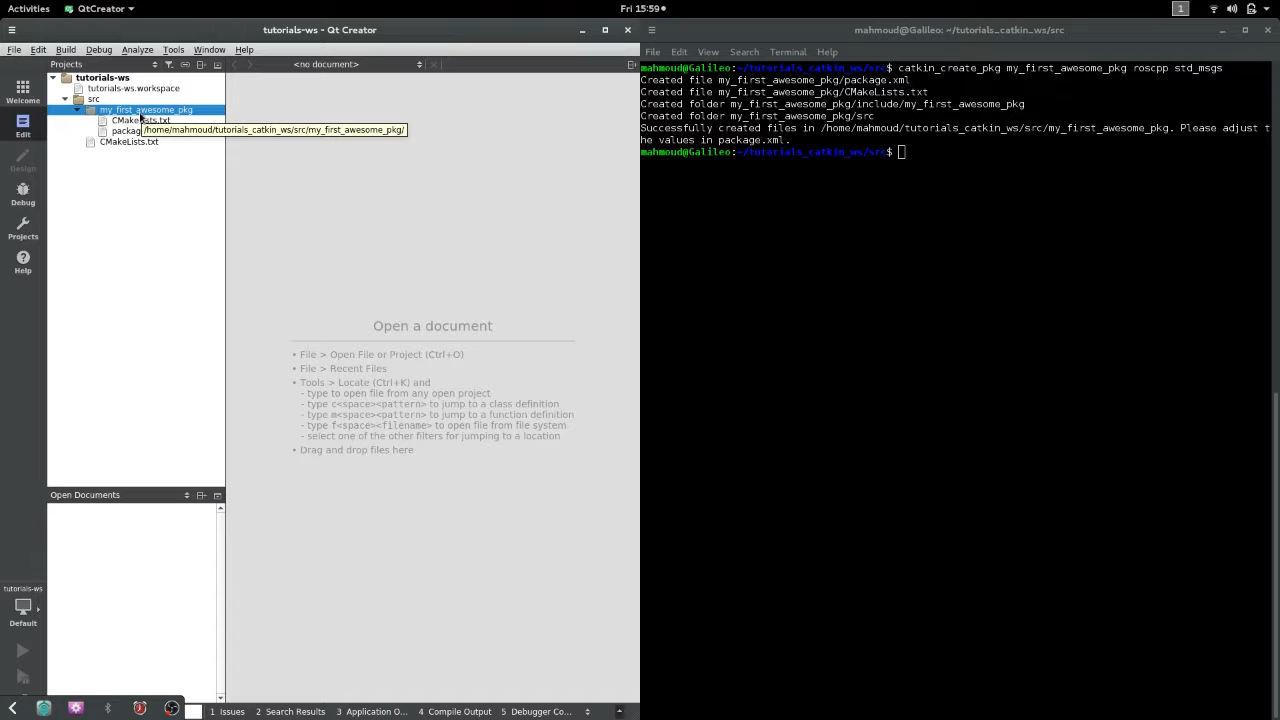 Activities
QtCreator
Fri 15:59
1
tutorials-ws - Qt Creator
File Edit Build Debug Analyze Tools Window Help
Projects
<no document>
Welcome
Edit
Design
Debug
Projects
Help
tutorials-ws
Default
tutorials-ws
tutorials-ws.workspace
src
my_first_awesome_pkg
CMakeLists.txt
packag
/home/mahmoud/tutorials_catkin_ws/src/my_first_awesome_pkg/
CMakeLists.txt
Open Documents
Open a document
• File > Open File or Project (Ctrl+O)
• File > Recent Files
• Tools > Locate (Ctrl+K) and
- type to open file from any open project
- type c<space><pattern> to jump to a class definition
- type m<space><pattern> to jump to a function definition
- type f<space><filename> to open file from file system
- select one of the other filters for jumping to a location
• Drag and drop files here
1 Issues 2 Search Results 3 Application O... 4 Compile Output 5 Debugger Co...
mahmoud@Galileo: ~/tutorials_catkin_ws/src
File Edit View Search Terminal Help
mahmoud@Galileo:~/tutorials_catkin_ws/src$ catkin_create_pkg my_first_awesome_pkg roscpp std_msgs
Created file my_first_awesome_pkg/package.xml
Created file my_first_awesome_pkg/CMakeLists.txt
Created folder my_first_awesome_pkg/include/my_first_awesome_pkg
Created folder my_first_awesome_pkg/src
Successfully created files in /home/mahmoud/tutorials_catkin_ws/src/my_first_awesome_pkg. Please adjust t
he values in package.xml.
mahmoud@Galileo:~/tutorials_catkin_ws/src$